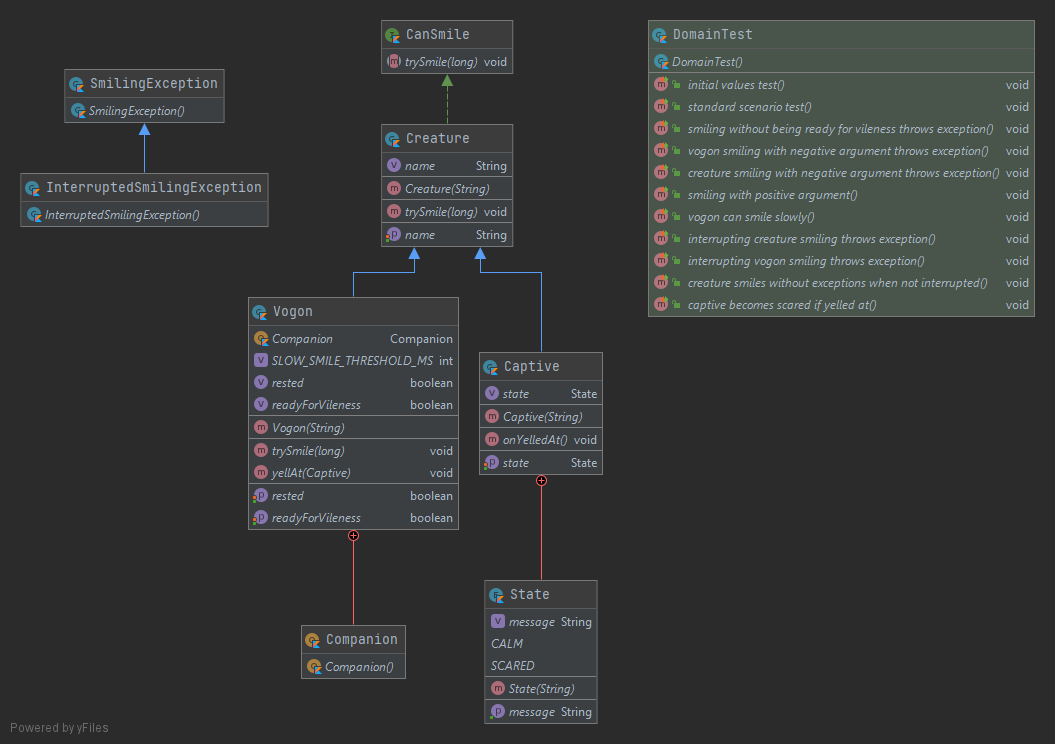 CanSmile
trySmile(long) void
SmilingException
SmilingException()
InterruptedSmilingException
InterruptedSmilingException()
Creature
name String
Creature(String)
trySmile(long) void
name String
Vogon
Companion Companion
SLOW_SMILE_THRESHOLD_MS int
rested boolean
readyForVileness boolean
Vogon(String)
trySmile(long) void
yellAt(Captive) void
rested boolean
readyForVileness boolean
Captive
state State
Captive(String)
onYelledAt() void
state State
Companion
Companion()
State
message String
CALM
SCARED
State(String)
message String
DomainTest
DomainTest()
initial values test() void
standard scenario test() void
smiling without being ready for vileness throws exception() void
vogon smiling with negative argument throws exception() void
creature smiling with negative argument throws exception() void
smiling with positive argument() void
vogon can smile slowly() void
interrupting creature smiling throws exception() void
interrupting vogon smiling throws exception() void
creature smiles without exceptions when not interrupted() void
captive becomes scared if yelled at() void
Powered by yFiles